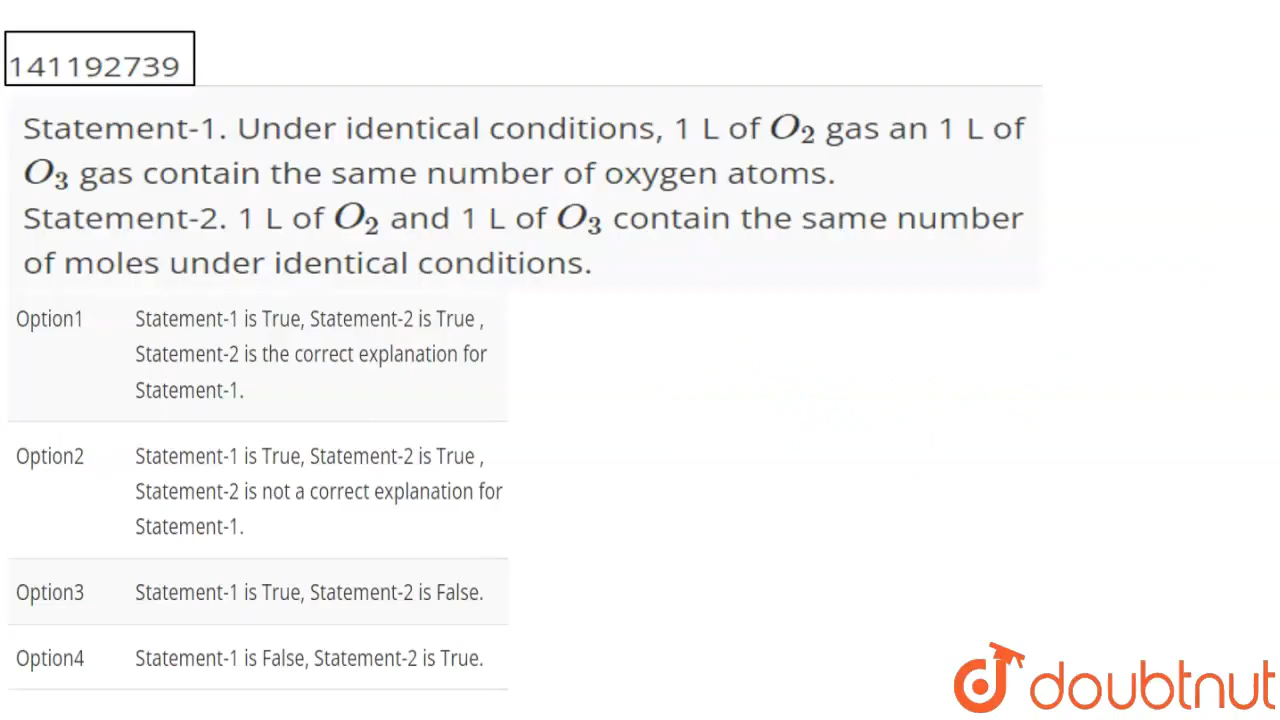 141192739
Statement-1. Under identical conditions, 1 L of O₂ gas an 1 L of
O₃ gas contain the same number of oxygen atoms.
Statement-2. 1 L of O₂ and 1 L of O₃ contain the same number
of moles under identical conditions.
Option1 Statement-1 is True, Statement-2 is True ,
Statement-2 is the correct explanation for
Statement-1.
Option2 Statement-1 is True, Statement-2 is True ,
Statement-2 is not a correct explanation for
Statement-1.
Option3 Statement-1 is True, Statement-2 is False.
Option4 Statement-1 is False, Statement-2 is True.
doubtnut